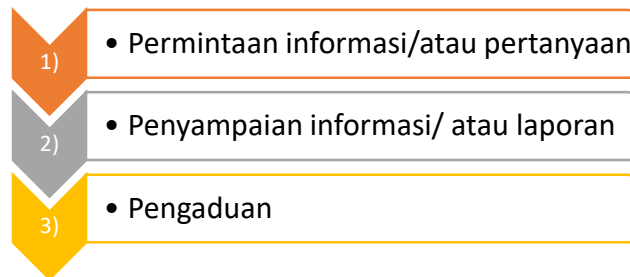 1) • Permintaan informasi/atau pertanyaan
2) • Penyampaian informasi/ atau laporan
3) • Pengaduan